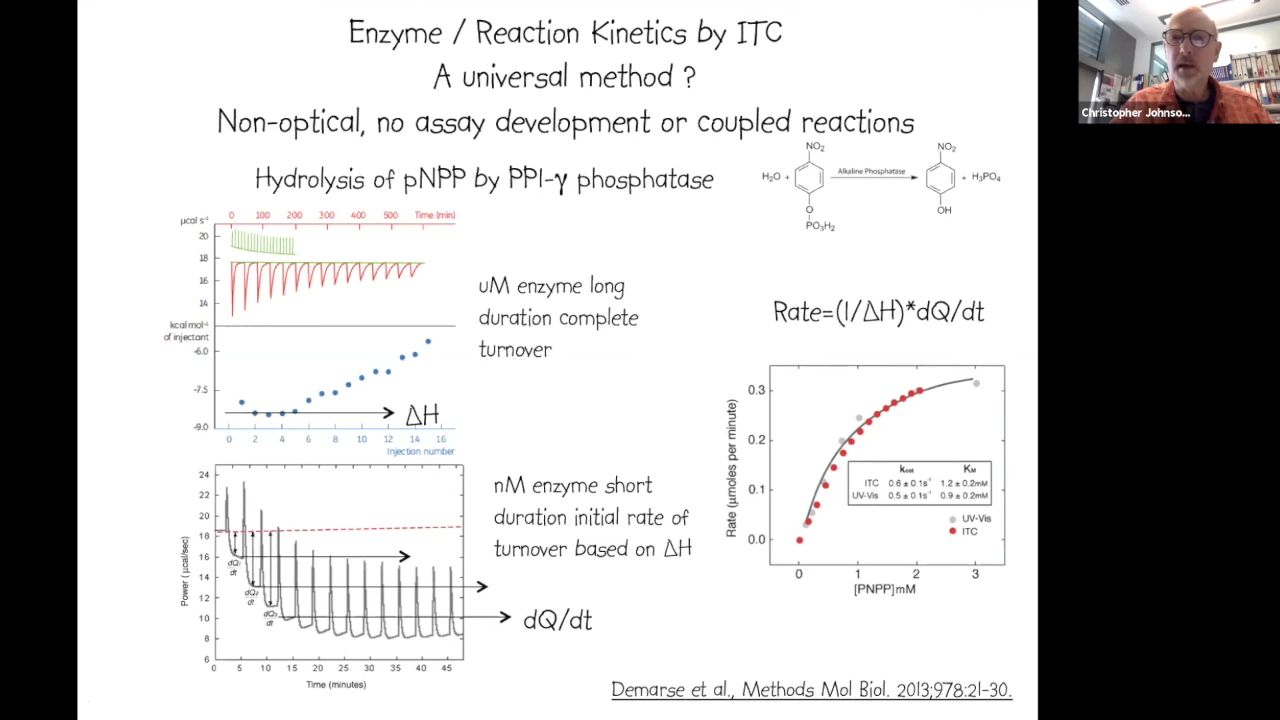 Enzyme / Reaction Kinetics by ITC
A universal method ?
Non-optical, no assay development or coupled reactions
Hydrolysis of pNPP by PP1-γ phosphatase
NO₂
NO₂
H₂O +
Alkaline Phosphatase
+ H₃PO₄
O
OH
PO₃H₂
µcal s⁻¹
0 100 200 300 400 500 Time (min)
20
18
16
14
kcal mol⁻¹
of injectant
-6.0
-7.5
-9.0
ΔH
0 2 4 6 8 10 12 14 16
Injection number
uM enzyme long
duration complete
turnover
Rate=(1/ΔH)*dQ/dt
24
22
20
18
16
14
12
10
8
6
Power (µcal/sec)
dQ₁
dt
dQ₂
dt
dQ₃
dt
0 5 10 15 20 25 30 35 40 45
Time (minutes)
nM enzyme short
duration initial rate of
turnover based on ΔH
dQ/dt
Rate (µmoles per minute)
0.3
0.2
0.1
0.0
kcat KM
ITC 0.6 ± 0.1s⁻¹ 1.2 ± 0.2mM
UV-Vis 0.5 ± 0.1s⁻¹ 0.9 ± 0.2mM
UV-Vis
ITC
0 1 2 3
[PNPP]mM
Demarse et al., Methods Mol Biol. 2013;978:21-30.
Christopher Johnso...